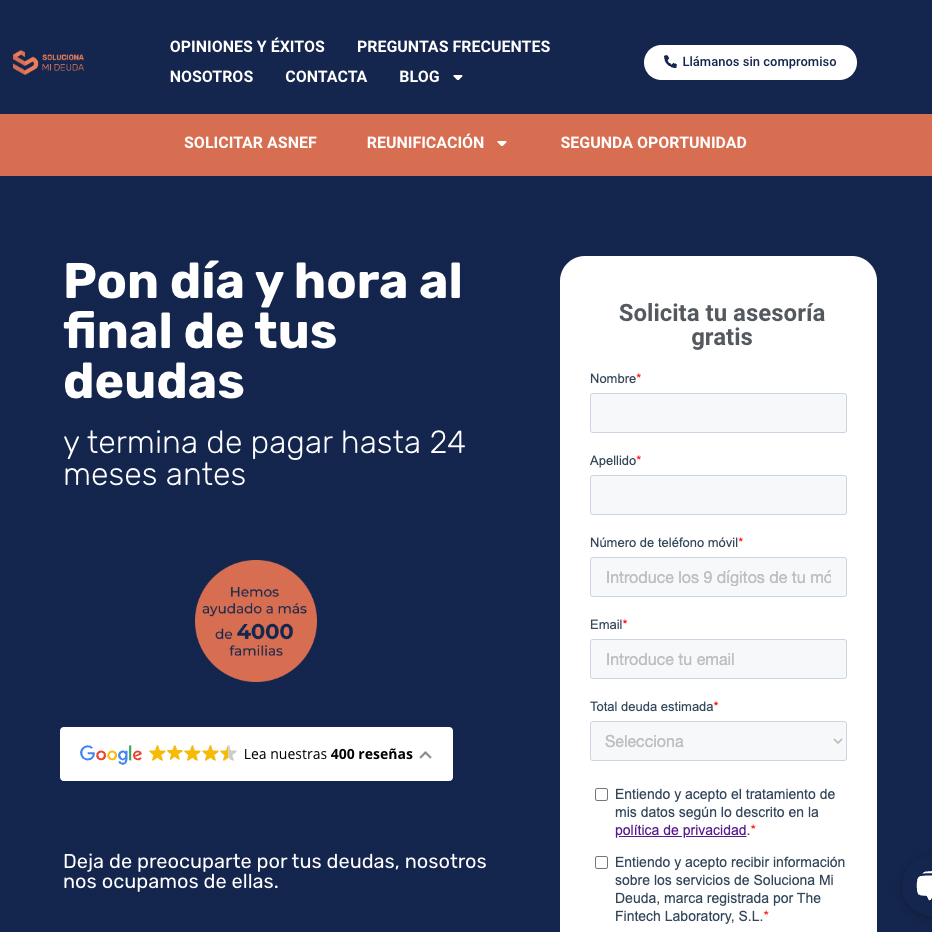 SOLUCIONA
MI DEUDA
OPINIONES Y ÉXITOS
PREGUNTAS FRECUENTES
NOSOTROS
CONTACTA
BLOG
Llámanos sin compromiso
SOLICITAR ASNEF
REUNIFICACIÓN
SEGUNDA OPORTUNIDAD
Pon día y hora al
final de tus
deudas
y termina de pagar hasta 24
meses antes
Hemos
ayudado a más
de 4000
familias
Google
Lea nuestras 400 reseñas
Deja de preocuparte por tus deudas, nosotros
nos ocupamos de ellas.
Solicita tu asesoría
gratis
Nombre*
Apellido*
Número de teléfono móvil*
Introduce los 9 dígitos de tu mó
Email*
Introduce tu email
Total deuda estimada*
Selecciona
Entiendo y acepto el tratamiento de
mis datos según lo descrito en la
política de privacidad.*
Entiendo y acepto recibir información
sobre los servicios de Soluciona Mi
Deuda, marca registrada por The
Fintech Laboratory, S.L.*